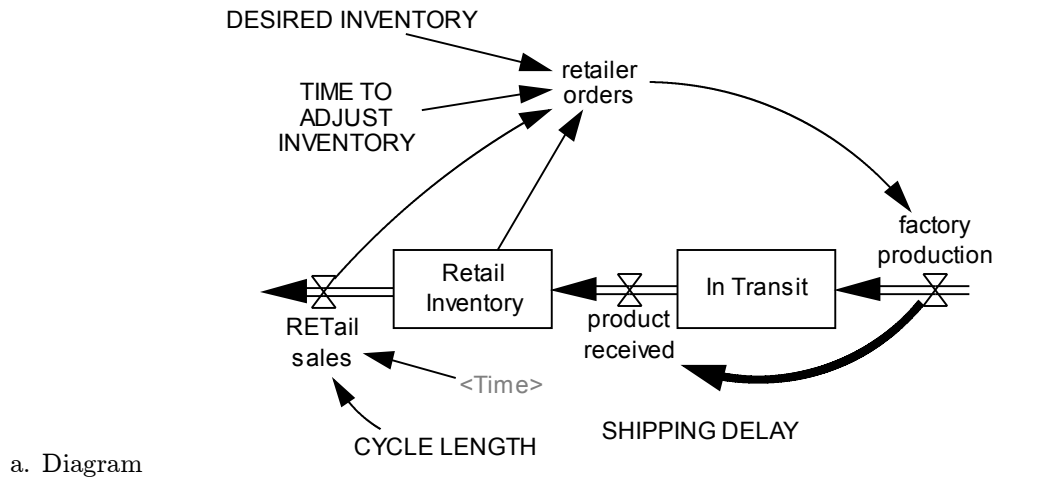 DESIRED INVENTORY
retailer
orders
TIME TO
ADJUST
INVENTORY
factory
production
Retail
Inventory
In Transit
RETail
sales
product
received
<Time>
SHIPPING DELAY
CYCLE LENGTH
a. Diagram